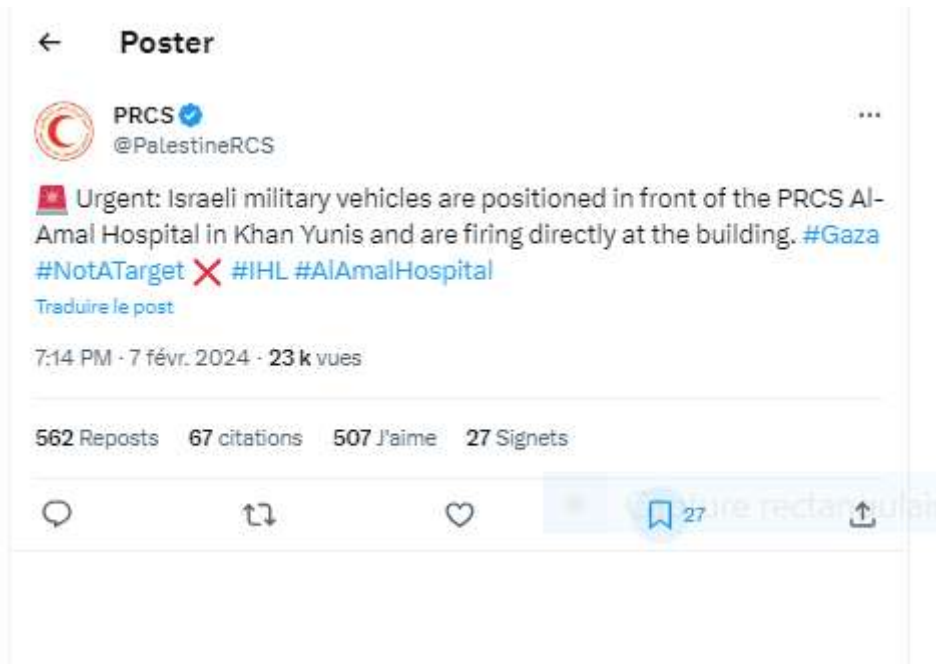 ← Poster
PRCS
@PalestineRCS
🚨 Urgent: Israeli military vehicles are positioned in front of the PRCS Al-
Amal Hospital in Khan Yunis and are firing directly at the building. #Gaza
#NotATarget ❌ #IHL #AlAmalHospital
Traduire le post
7:14 PM · 7 févr. 2024 · 23 k vues
562 Reposts 67 citations 507 J'aime 27 Signets
27